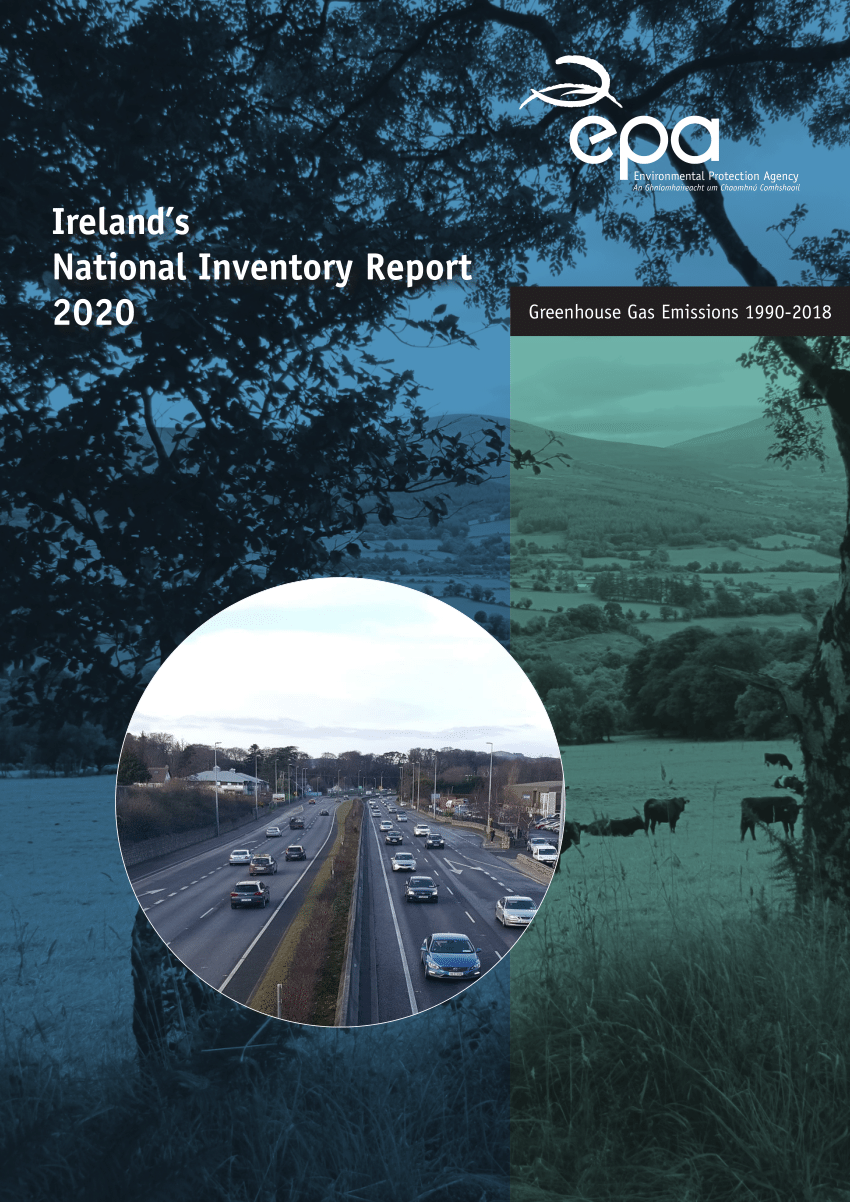 epa
Environmental Protection Agency
An Ghníomhaireacht um Chaomhnú Comhshaoil
Ireland's
National Inventory Report
2020
Greenhouse Gas Emissions 1990-2018